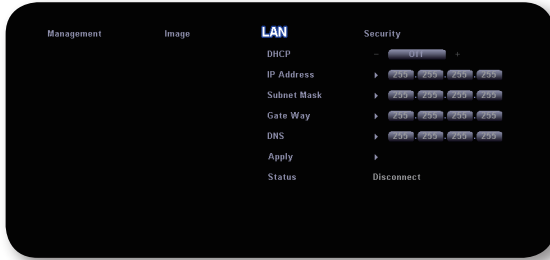 Management Image LAN Security
DHCP - Off +
IP Address 255.255.255.255
Subnet Mask 255.255.255.255
Gate Way 255.255.255.255
DNS 255.255.255.255
Apply
Status Disconnect